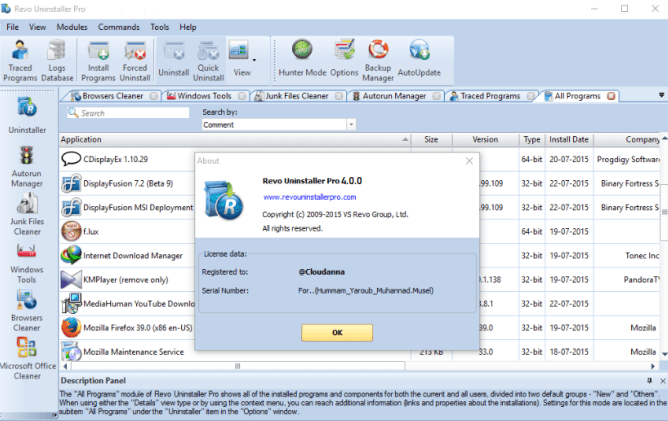 Revo Uninstaller Pro
File View Modules Commands Tools Help
Traced Programs
Logs Database
Install Programs
Forced Uninstall
Uninstall
Quick Uninstall
View
Hunter Mode
Options
Backup Manager
AutoUpdate
Browsers Cleaner
Windows Tools
Junk Files Cleaner
Autorun Manager
Traced Programs
All Programs
Uninstaller
Autorun Manager
Junk Files Cleaner
Windows Tools
Browsers Cleaner
Microsoft Office Cleaner
Search
Search by:
Comment
Application Size Version Type Install Date Company
CDisplayEx 1.10.29 64-bit 20-07-2015 Progdigy Software
DisplayFusion 7.2 (Beta 9) .99.109 32-bit 20-07-2015 Binary Fortress S
DisplayFusion MSI Deployment .99.109 32-bit 20-07-2015 Binary Fortress S
f.lux 64-bit 19-07-2015
Internet Download Manager 32-bit 19-07-2015 Tonec Inc
KMPlayer (remove only) .1.138 32-bit 19-07-2015 PandoraTV
MediaHuman YouTube Downlo .8.1 32-bit 22-07-2015
Mozilla Firefox 39.0 (x86 en-US) 39.0 32-bit 19-07-2015 Mozilla
Mozilla Maintenance Service 213 KB 33.0 32-bit 18-07-2015 Mozilla
About
Revo Uninstaller Pro 4.0.0
www.revouninstallerpro.com
Copyright (c) 2009-2015 VS Revo Group, Ltd.
All rights reserved.
License data:
Registered to: @Cloudanna
Serial Number: For..(Hummam_Yaroub_Muhannad.Musel)
OK
Description Panel
The "All Programs" module of Revo Uninstaller Pro shows all of the installed programs and components for both the current and all users, divided into two default groups - "New" and "Others".
When using either the "Details" view type or by using the context menu, you can reach additional information (links and properties about the installations). Settings for this mode are located in the
subitem "All Programs" under the "Uninstaller" item in the "Options" window.